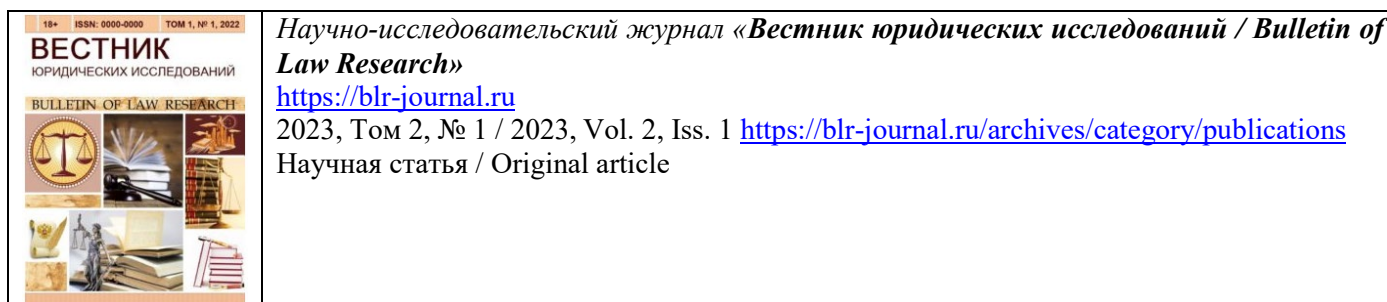 18+ ISSN: 0000-0000 ТОМ 1, № 1, 2022
ВЕСТНИК
ЮРИДИЧЕСКИХ ИССЛЕДОВАНИЙ
BULLETIN OF LAW RESEARCH
Научно-исследовательский журнал «Вестник юридических исследований / Bulletin of
Law Research»
https://blr-journal.ru
2023, Том 2, № 1 / 2023, Vol. 2, Iss. 1 https://blr-journal.ru/archives/category/publications
Научная статья / Original article